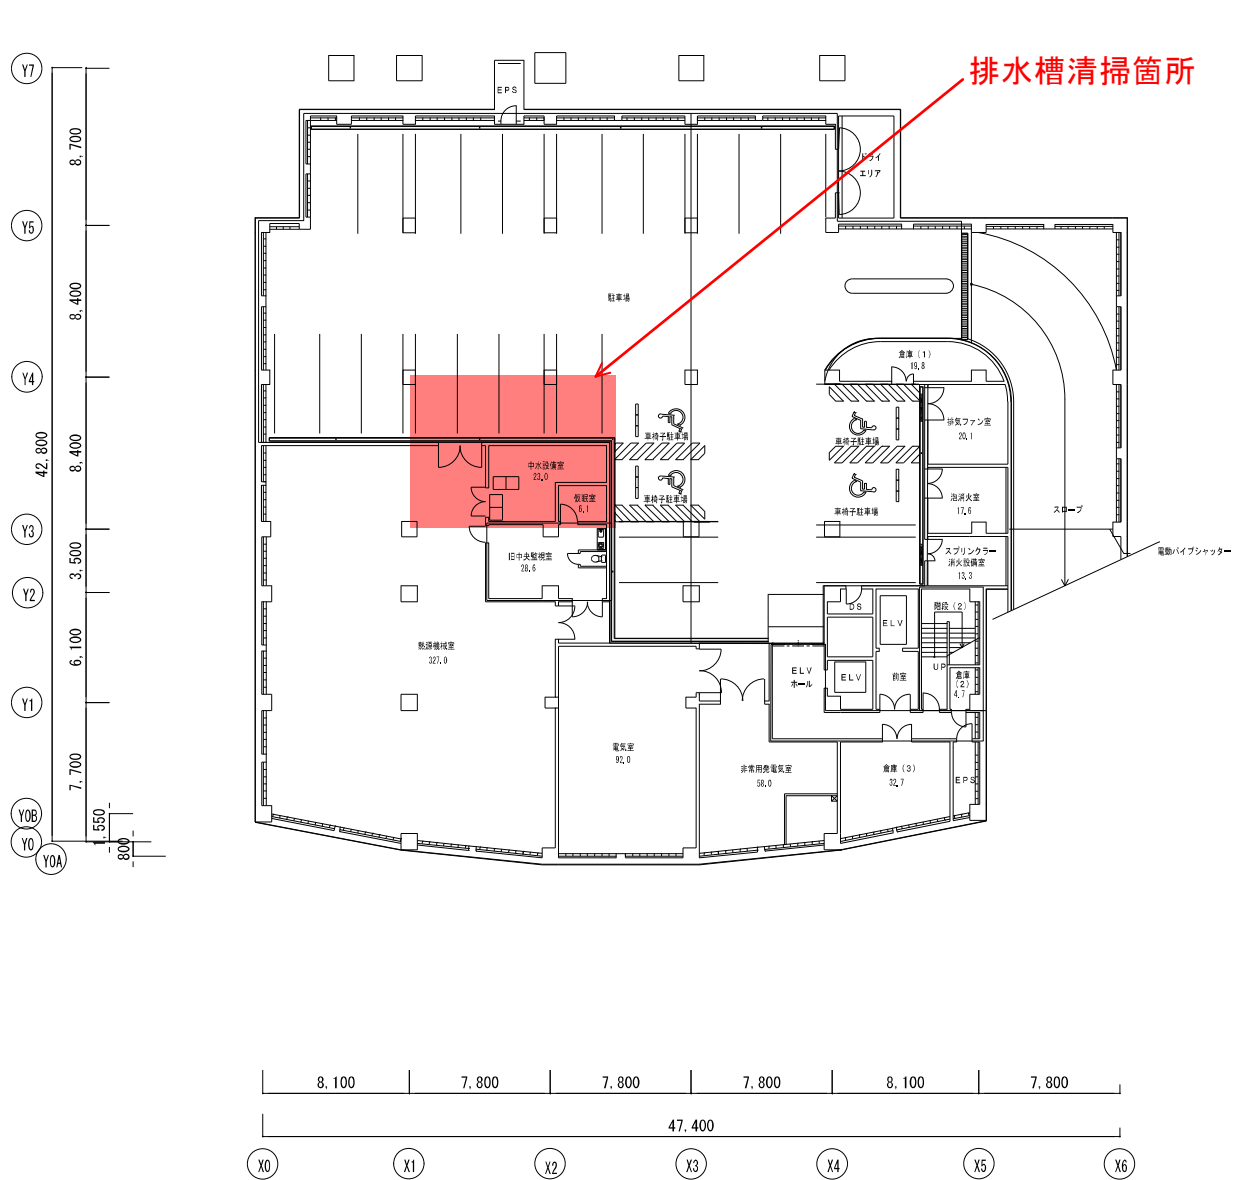 排水槽清掃箇所
Y7
EPS
8,700
ドライ
エリア
Y5
8,400
駐車場
Y4
倉庫(1)
19.8
42,800
8,400
車椅子駐車場
車椅子駐車場
排気ファン室
20.1
中水設備室
23.0
仮眠室
6.1
車椅子駐車場
車椅子駐車場
泡消火室
17.6
スロープ
Y3
電動パイプシャッター
旧中央監視室
28.6
スプリンクラー
消火設備室
13.3
3,500
Y2
DS
ELV
階段(2)
6,100
熱源機械室
327.0
ELV
ホール
ELV
前室
UP
倉庫
(2)
4.7
Y1
電気室
92.0
7,700
非常用発電気室
58.0
倉庫(3)
32.7
EPS
Y0B
1,550
Y0
800
Y0A
8,100
7,800
7,800
7,800
8,100
7,800
47,400
X0
X1
X2
X3
X4
X5
X6